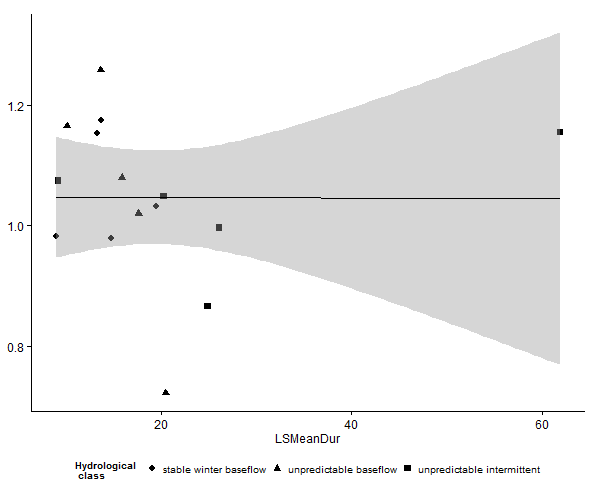 1.2
1.0
0.8
20 40 60
LSMeanDur
Hydrological
class
stable winter baseflow unpredictable baseflow unpredictable intermittent